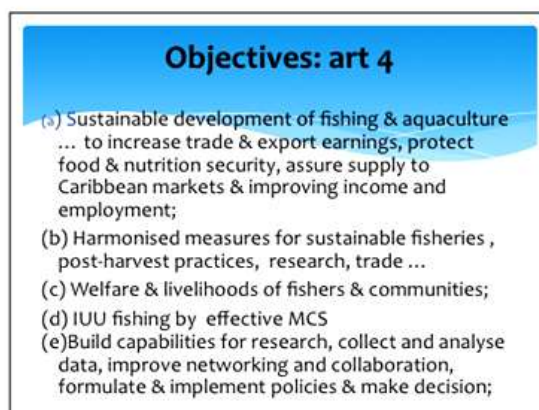 Objectives: art 4
(a) Sustainable development of fishing & aquaculture
… to increase trade & export earnings, protect
food & nutrition security, assure supply to
Caribbean markets & improving income and
employment;
(b) Harmonised measures for sustainable fisheries ,
post-harvest practices, research, trade …
(c) Welfare & livelihoods of fishers & communities;
(d) IUU fishing by effective MCS
(e)Build capabilities for research, collect and analyse
data, improve networking and collaboration,
formulate & implement policies & make decision;